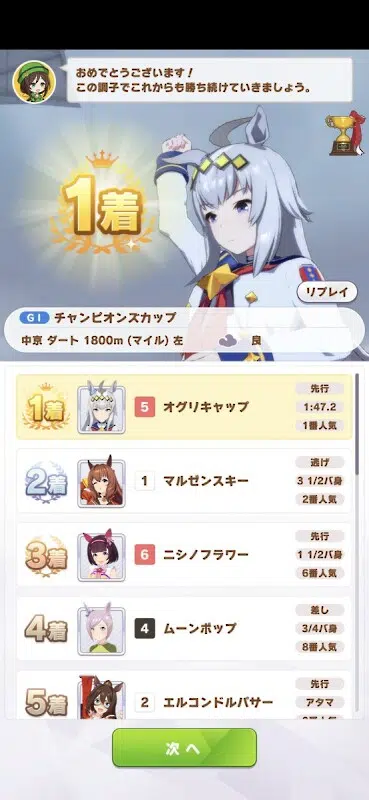 おめでとうございます！
この調子でこれからも勝ち続けていきましょう。
1着
リプレイ
GI チャンピオンズカップ
中京 ダート 1800m (マイル) 左 良
1着 5 オグリキャップ 先行 1:47.2 1番人気
2着 1 マルゼンスキー 逃げ 3 1/2バ身 2番人気
3着 6 ニシノフラワー 先行 1 1/2バ身 6番人気
4着 4 ムーンポップ 差し 3/4バ身 8番人気
5着 2 エルコンドルパサー 先行 アタマ
次へ